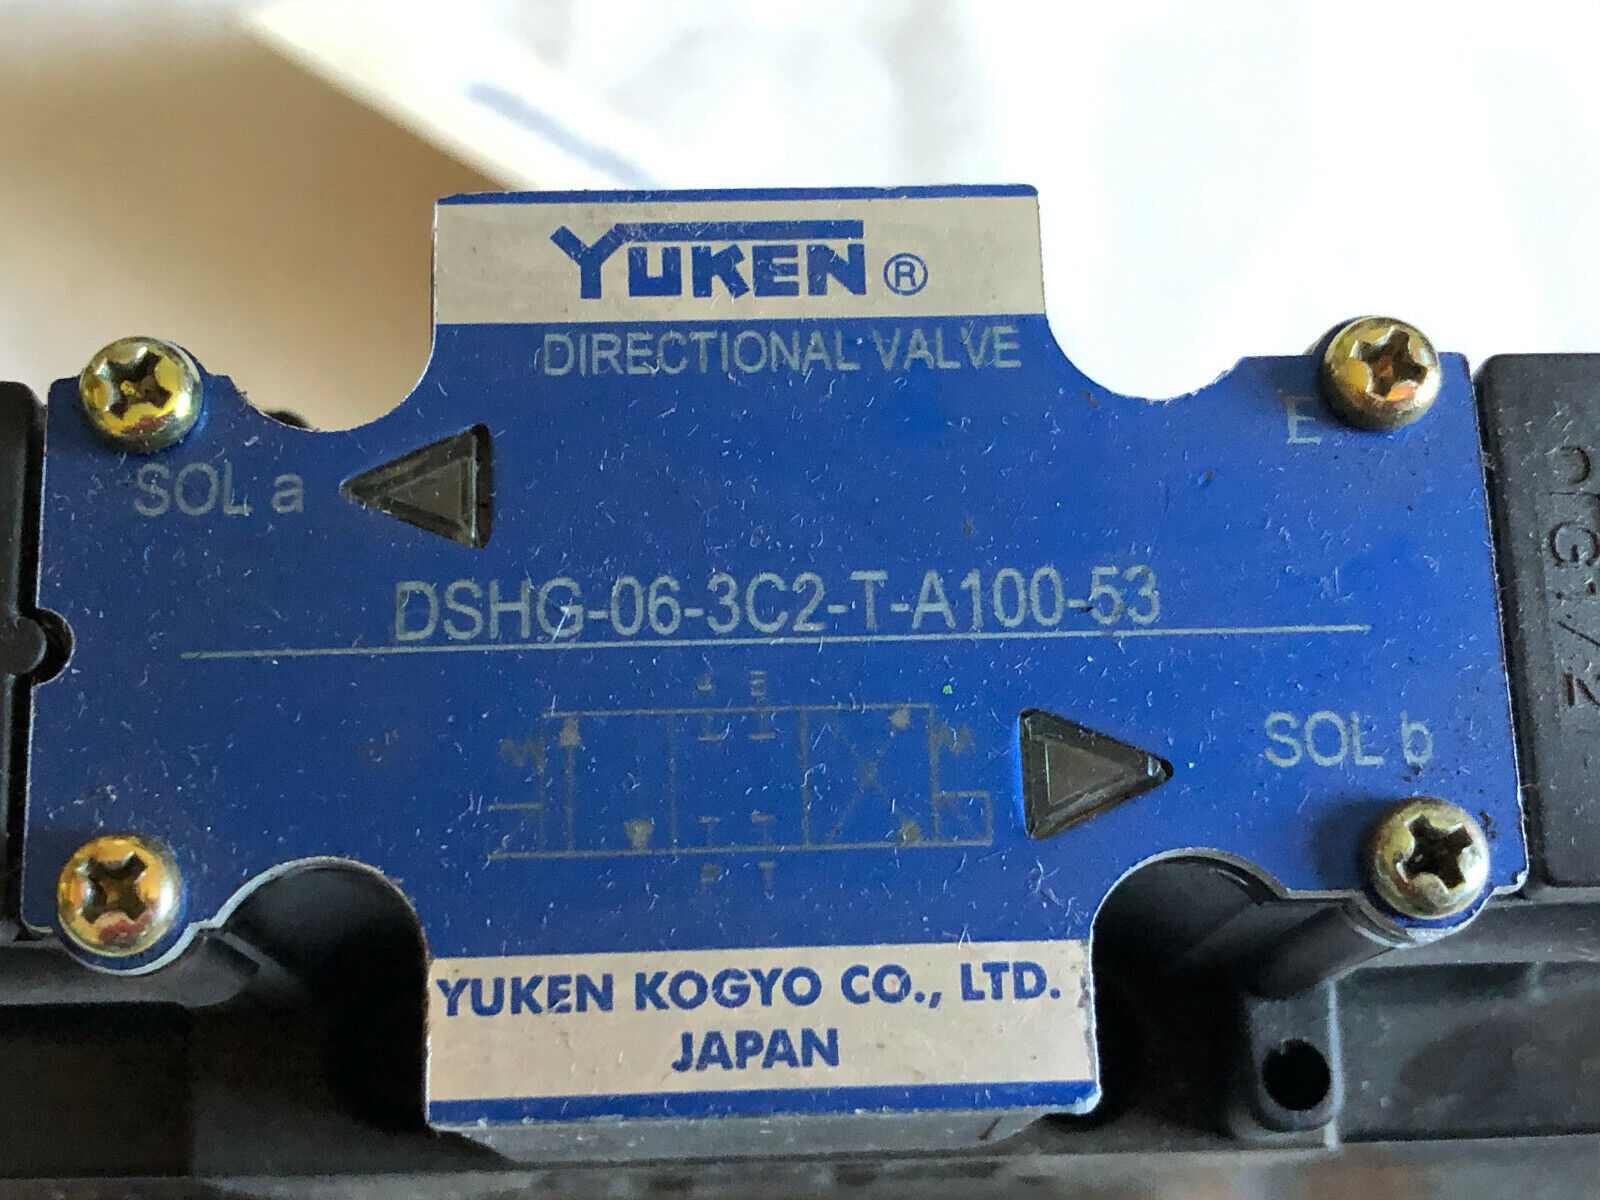 YUKEN®
DIRECTIONAL VALVE
E
SOL a
DSHG-06-3C2-T-A100-53
A B
SOL b
P T
YUKEN KOGYO CO., LTD.
JAPAN